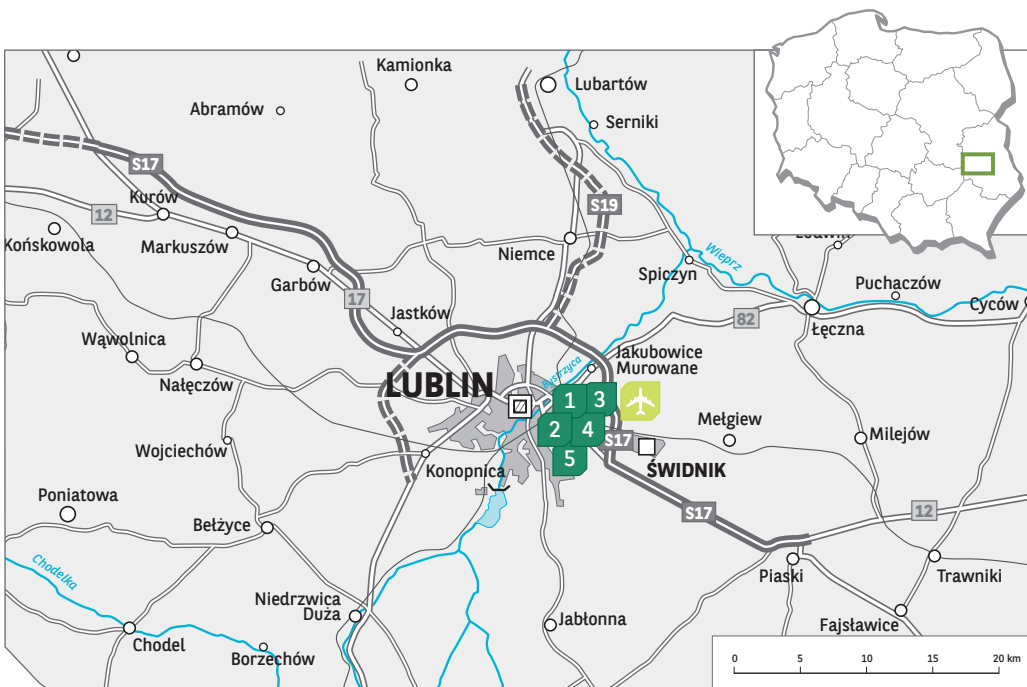 Kamionka
Lubartów
Abramów
Serniki
S17
Kurów
12
S19
Końskowola
Markuszów
Niemce
Wieprz
Spiczyn
Garbów
17
Puchaczów
Cyców
Jastków
82
Łęczna
Wąwolnica
Bystrzyca
Jakubowice
Murowane
Nałęczów
LUBLIN
1
3
2
4
5
Mełgiew
Milejów
S17
Wojciechów
Konopnica
ŚWIDNIK
Poniatowa
Bełżyce
S17
12
Chodelka
Piaski
Trawniki
Niedrzwica
Duża
Jabłonna
Fajsławice
Chodel
Borzechów
0
5
10
15
20 km